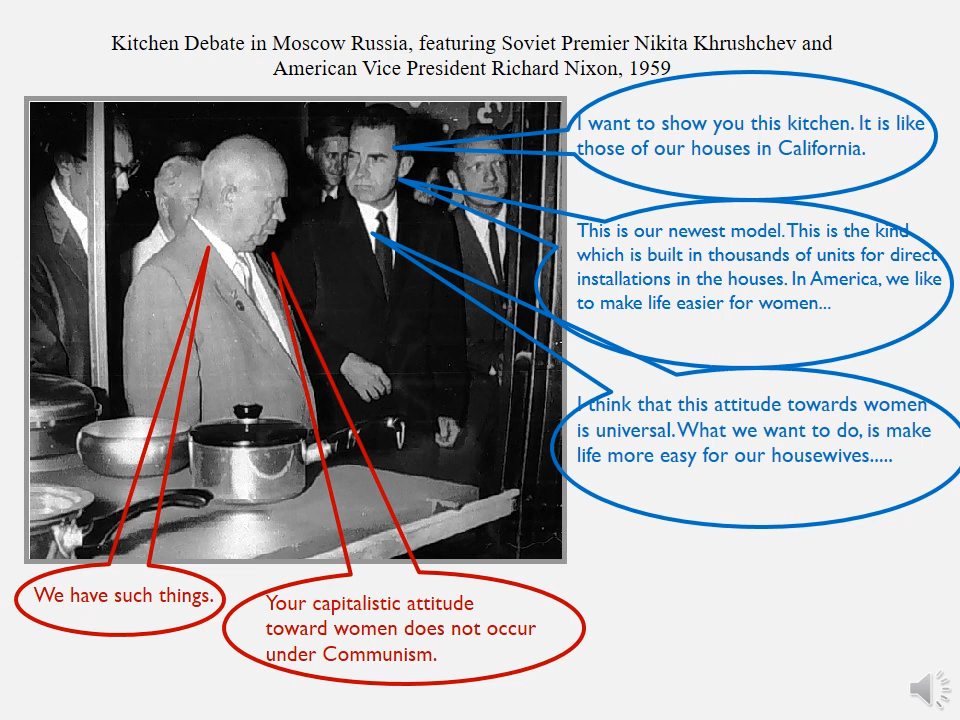 Kitchen Debate in Moscow Russia, featuring Soviet Premier Nikita Khrushchev and
American Vice President Richard Nixon, 1959
I want to show you this kitchen. It is like
those of our houses in California.
This is our newest model. This is the kind
which is built in thousands of units for direct
installations in the houses. In America, we like
to make life easier for women...
I think that this attitude towards women
is universal. What we want to do, is make
life more easy for our housewives.....
We have such things.
Your capitalistic attitude
toward women does not occur
under Communism.